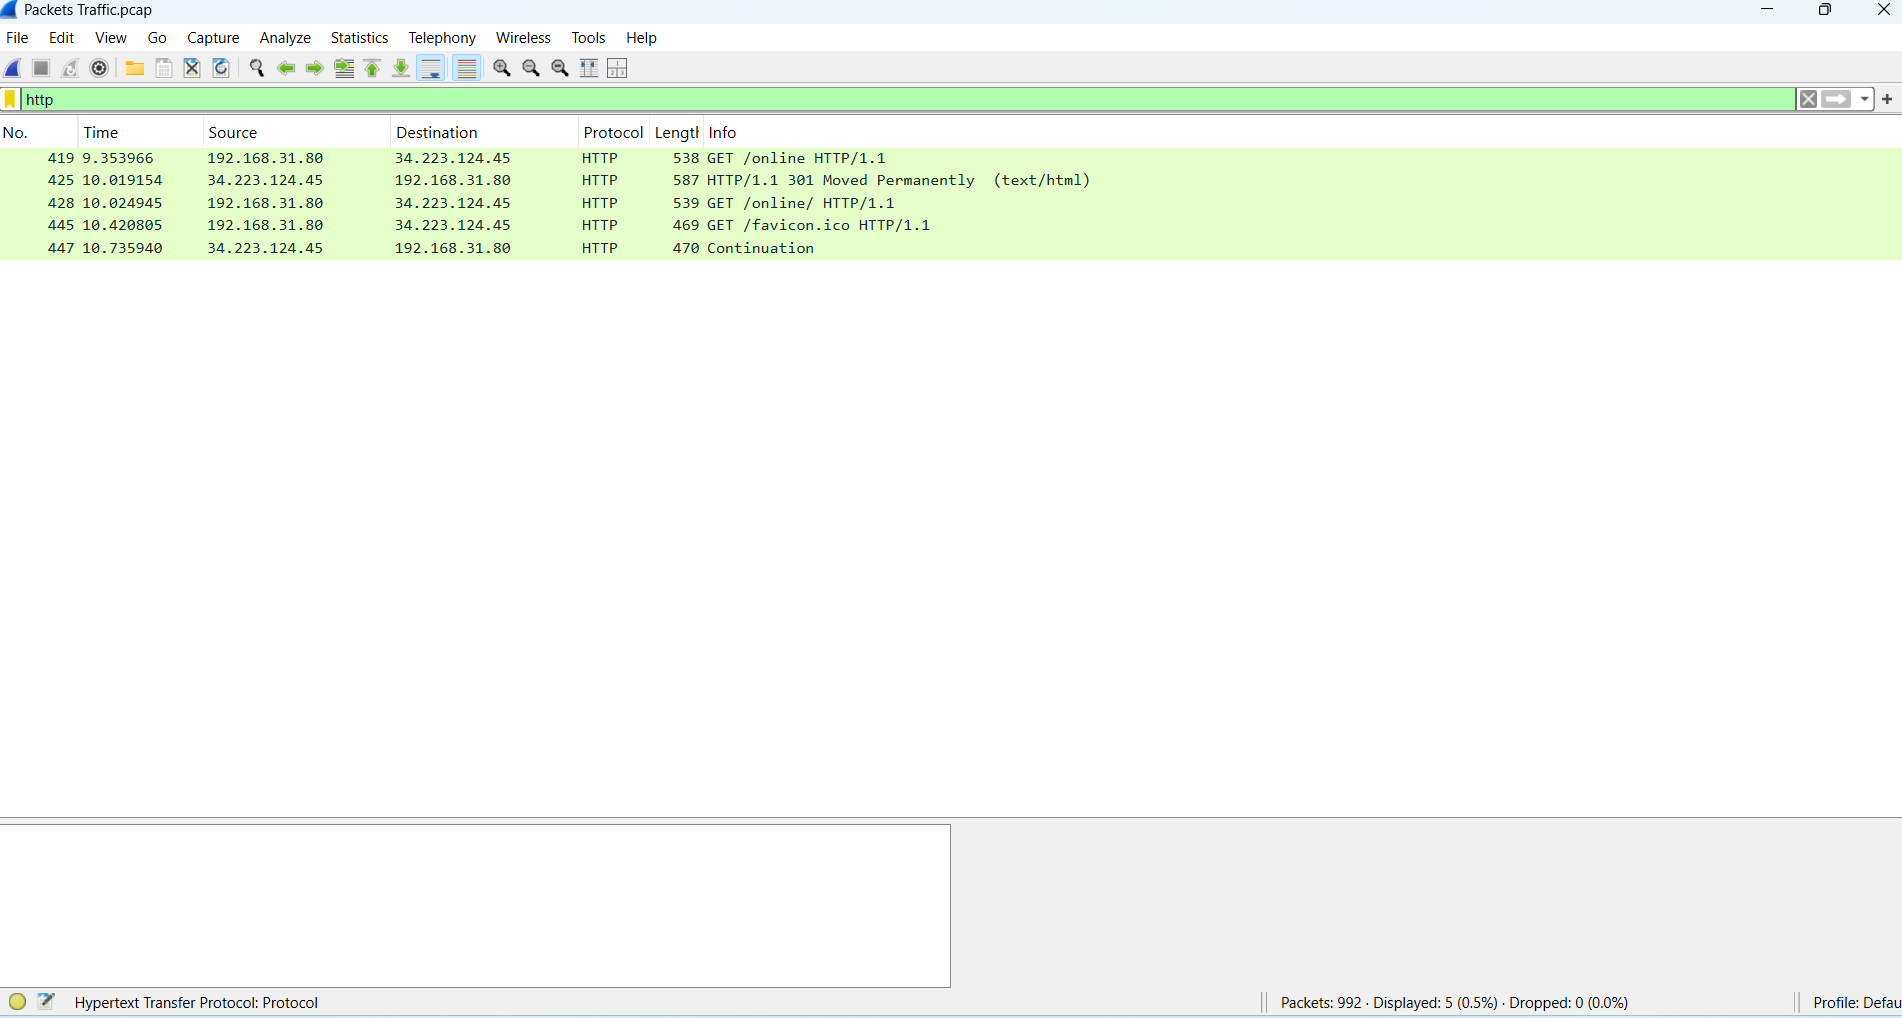 Packets Traffic.pcap
File Edit View Go Capture Analyze Statistics Telephony Wireless Tools Help
http
No. Time Source Destination Protocol Length Info
419 9.353966 192.168.31.80 34.223.124.45 HTTP 538 GET /online HTTP/1.1
425 10.019154 34.223.124.45 192.168.31.80 HTTP 587 HTTP/1.1 301 Moved Permanently (text/html)
428 10.024945 192.168.31.80 34.223.124.45 HTTP 539 GET /online/ HTTP/1.1
445 10.420805 192.168.31.80 34.223.124.45 HTTP 469 GET /favicon.ico HTTP/1.1
447 10.735940 34.223.124.45 192.168.31.80 HTTP 470 Continuation
Hypertext Transfer Protocol: Protocol Packets: 992 · Displayed: 5 (0.5%) · Dropped: 0 (0.0%) Profile: Defau